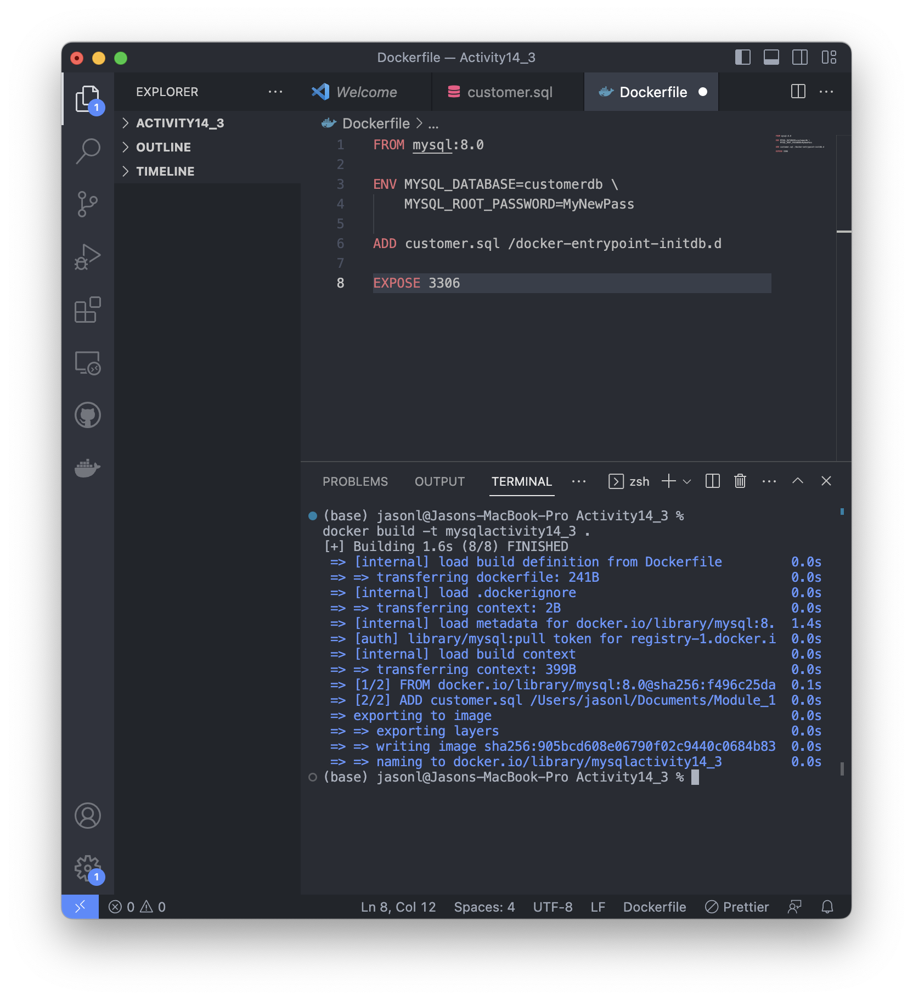 Dockerfile — Activity14_3
EXPLORER
Welcome
customer.sql
Dockerfile
1
ACTIVITY14_3
OUTLINE
TIMELINE
Dockerfile > ...
1 FROM mysql:8.0
2
3 ENV MYSQL_DATABASE=customerdb \
4 MYSQL_ROOT_PASSWORD=MyNewPass
5
6 ADD customer.sql /docker-entrypoint-initdb.d
7
8 EXPOSE 3306
PROBLEMS OUTPUT TERMINAL ... zsh
(base) jasonl@Jasons-MacBook-Pro Activity14_3 %
docker build -t mysqlactivity14_3 .
[+] Building 1.6s (8/8) FINISHED
=> [internal] load build definition from Dockerfile 0.0s
=> => transferring dockerfile: 241B 0.0s
=> [internal] load .dockerignore 0.0s
=> => transferring context: 2B 0.0s
=> [internal] load metadata for docker.io/library/mysql:8. 1.4s
=> [auth] library/mysql:pull token for registry-1.docker.i 0.0s
=> [internal] load build context 0.0s
=> => transferring context: 399B 0.0s
=> [1/2] FROM docker.io/library/mysql:8.0@sha256:f496c25da 0.1s
=> [2/2] ADD customer.sql /Users/jasonl/Documents/Module_1 0.0s
=> exporting to image 0.0s
=> => exporting layers 0.0s
=> => writing image sha256:905bcd608e06790f02c9440c0684b83 0.0s
=> => naming to docker.io/library/mysqlactivity14_3 0.0s
(base) jasonl@Jasons-MacBook-Pro Activity14_3 %
1
0 0 Ln 8, Col 12 Spaces: 4 UTF-8 LF Dockerfile Prettier